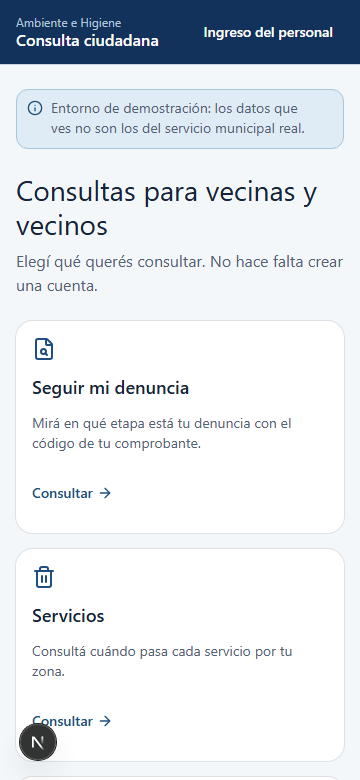 Ambiente e Higiene
Consulta ciudadana
Ingreso del personal
Entorno de demostración: los datos que
ves no son los del servicio municipal real.
Consultas para vecinas y
vecinos
Elegí qué querés consultar. No hace falta crear
una cuenta.
Seguir mi denuncia
Mirá en qué etapa está tu denuncia con el
código de tu comprobante.
Consultar →
Servicios
Consultá cuándo pasa cada servicio por tu
zona.
Consultar →
N